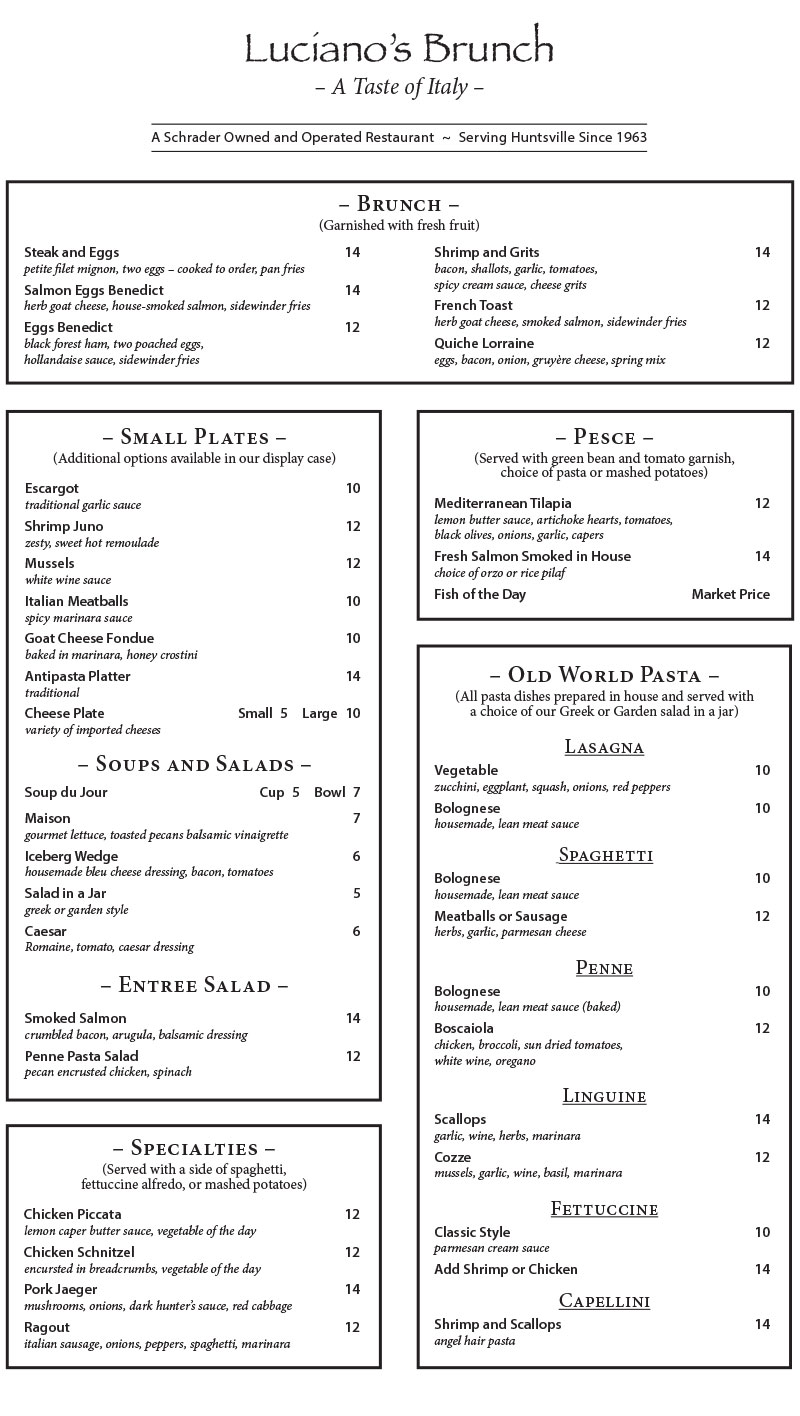 Luciano's Brunch
– A Taste of Italy –
A Schrader Owned and Operated Restaurant ~ Serving Huntsville Since 1963
– Brunch –
(Garnished with fresh fruit)
Steak and Eggs 14
petite filet mignon, two eggs – cooked to order, pan fries
Salmon Eggs Benedict 14
herb goat cheese, house-smoked salmon, sidewinder fries
Eggs Benedict 12
black forest ham, two poached eggs,
hollandaise sauce, sidewinder fries
Shrimp and Grits 14
bacon, shallots, garlic, tomatoes,
spicy cream sauce, cheese grits
French Toast 12
herb goat cheese, smoked salmon, sidewinder fries
Quiche Lorraine 12
eggs, bacon, onion, gruyère cheese, spring mix
– Small Plates –
(Additional options available in our display case)
Escargot 10
traditional garlic sauce
Shrimp Juno 12
zesty, sweet hot remoulade
Mussels 12
white wine sauce
Italian Meatballs 10
spicy marinara sauce
Goat Cheese Fondue 10
baked in marinara, honey crostini
Antipasta Platter 14
traditional
Cheese Plate Small 5 Large 10
variety of imported cheeses
– Soups and Salads –
Soup du Jour Cup 5 Bowl 7
Maison 7
gourmet lettuce, toasted pecans balsamic vinaigrette
Iceberg Wedge 6
housemade bleu cheese dressing, bacon, tomatoes
Salad in a Jar 5
greek or garden style
Caesar 6
Romaine, tomato, caesar dressing
– Entree Salad –
Smoked Salmon 14
crumbled bacon, arugula, balsamic dressing
Penne Pasta Salad 12
pecan encrusted chicken, spinach
– Specialties –
(Served with a side of spaghetti,
fettuccine alfredo, or mashed potatoes)
Chicken Piccata 12
lemon caper butter sauce, vegetable of the day
Chicken Schnitzel 12
encursted in breadcrumbs, vegetable of the day
Pork Jaeger 14
mushrooms, onions, dark hunter's sauce, red cabbage
Ragout 12
italian sausage, onions, peppers, spaghetti, marinara
– Pesce –
(Served with green bean and tomato garnish,
choice of pasta or mashed potatoes)
Mediterranean Tilapia 12
lemon butter sauce, artichoke hearts, tomatoes,
black olives, onions, garlic, capers
Fresh Salmon Smoked in House 14
choice of orzo or rice pilaf
Fish of the Day Market Price
– Old World Pasta –
(All pasta dishes prepared in house and served with
a choice of our Greek or Garden salad in a jar)
Lasagna
Vegetable 10
zucchini, eggplant, squash, onions, red peppers
Bolognese 10
housemade, lean meat sauce
Spaghetti
Bolognese 10
housemade, lean meat sauce
Meatballs or Sausage 12
herbs, garlic, parmesan cheese
Penne
Bolognese 10
housemade, lean meat sauce (baked)
Boscaiola 12
chicken, broccoli, sun dried tomatoes,
white wine, oregano
Linguine
Scallops 14
garlic, wine, herbs, marinara
Cozze 12
mussels, garlic, wine, basil, marinara
Fettuccine
Classic Style 10
parmesan cream sauce
Add Shrimp or Chicken 14
Capellini
Shrimp and Scallops 14
angel hair pasta